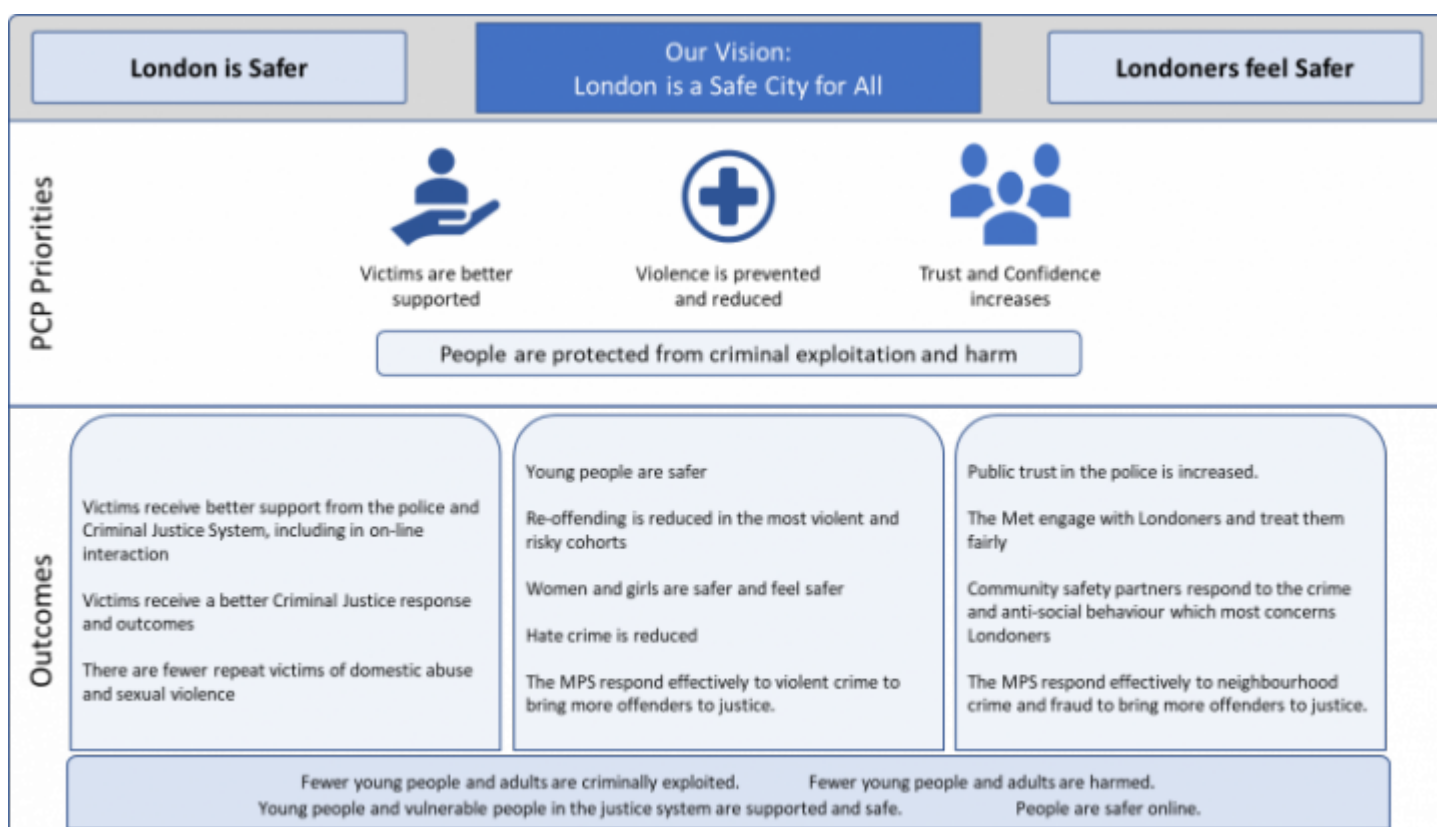 London is Safer
Our Vision:
London is a Safe City for All
Londoners feel Safer
PCP Priorities
Victims are better
supported
Violence is prevented
and reduced
Trust and Confidence
increases
People are protected from criminal exploitation and harm
Outcomes
Victims receive better support from the police and
Criminal Justice System, including in on-line
interaction
Victims receive a better Criminal Justice response
and outcomes
There are fewer repeat victims of domestic abuse
and sexual violence
Young people are safer
Re-offending is reduced in the most violent and
risky cohorts
Women and girls are safer and feel safer
Hate crime is reduced
The MPS respond effectively to violent crime to
bring more offenders to justice.
Public trust in the police is increased.
The Met engage with Londoners and treat them
fairly
Community safety partners respond to the crime
and anti-social behaviour which most concerns
Londoners
The MPS respond effectively to neighbourhood
crime and fraud to bring more offenders to justice.
Fewer young people and adults are criminally exploited. Fewer young people and adults are harmed.
Young people and vulnerable people in the justice system are supported and safe. People are safer online.